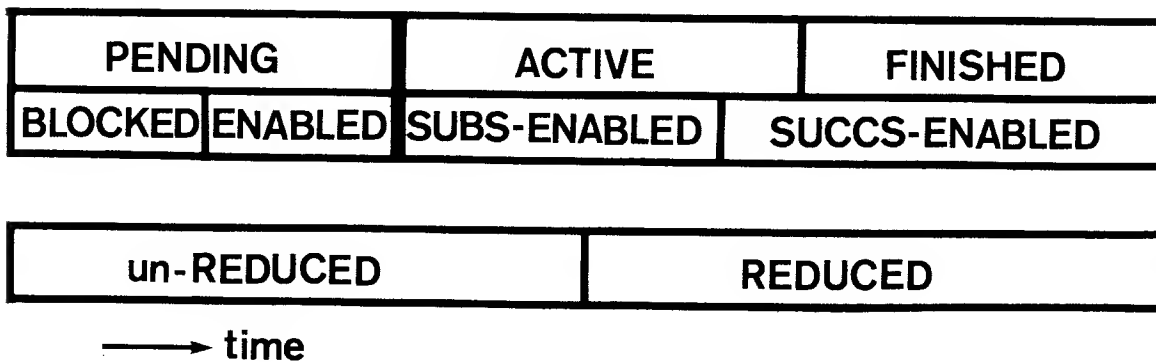 PENDING ACTIVE FINISHED
BLOCKED ENABLED SUBS-ENABLED SUCCS-ENABLED
un-REDUCED REDUCED
time